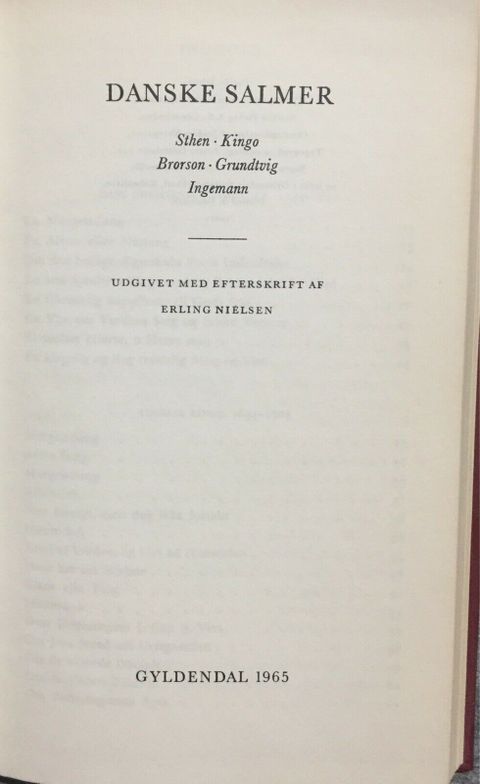 DANSKE SALMER
Sthen · Kingo
Brorson · Grundtvig
Ingemann
UDGIVET MED EFTERSKRIFT AF
ERLING NIELSEN
GYLDENDAL 1965